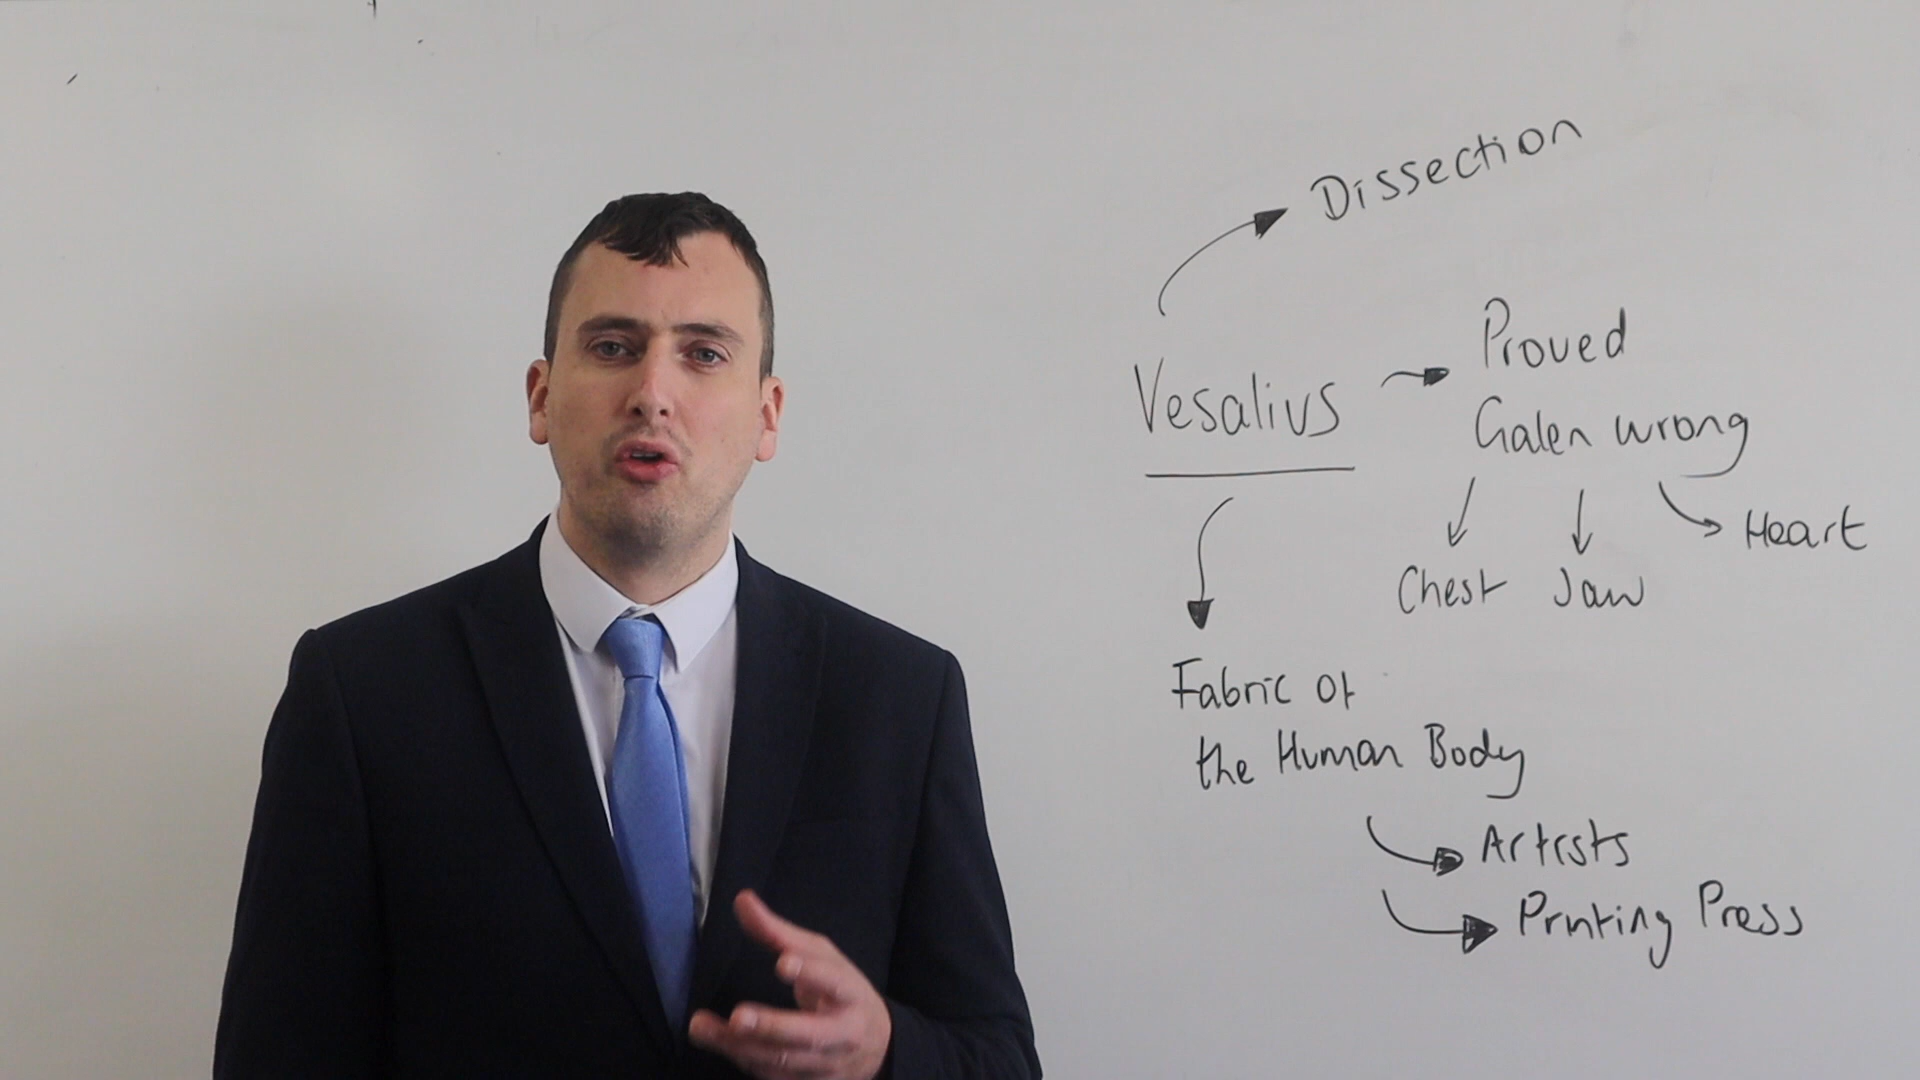 Dissection
Vesalius
Proved
Galen wrong
Chest
Jaw
Heart
Fabric of
the Human Body
Artists
Printing Press